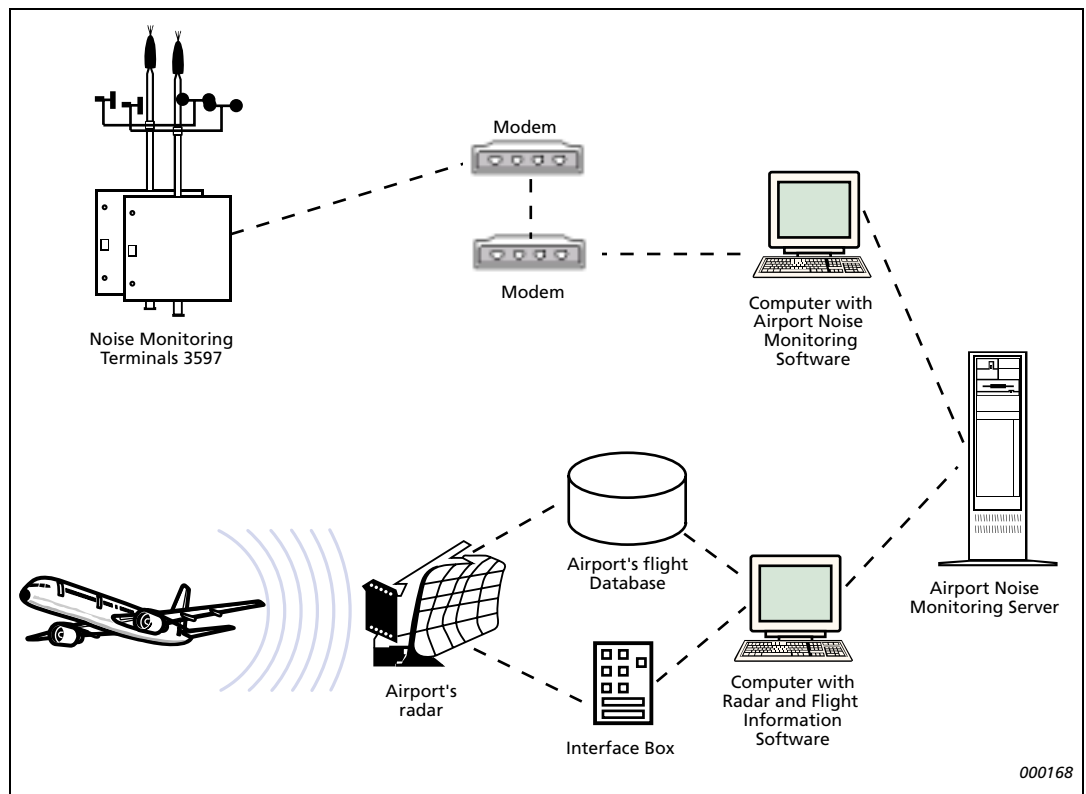 Modem
Modem
Noise Monitoring
Terminals 3597
Computer with
Airport Noise
Monitoring
Software
Airport's flight
Database
Airport Noise
Monitoring Server
Airport's
radar
Interface Box
Computer with
Radar and Flight
Information
Software
000168